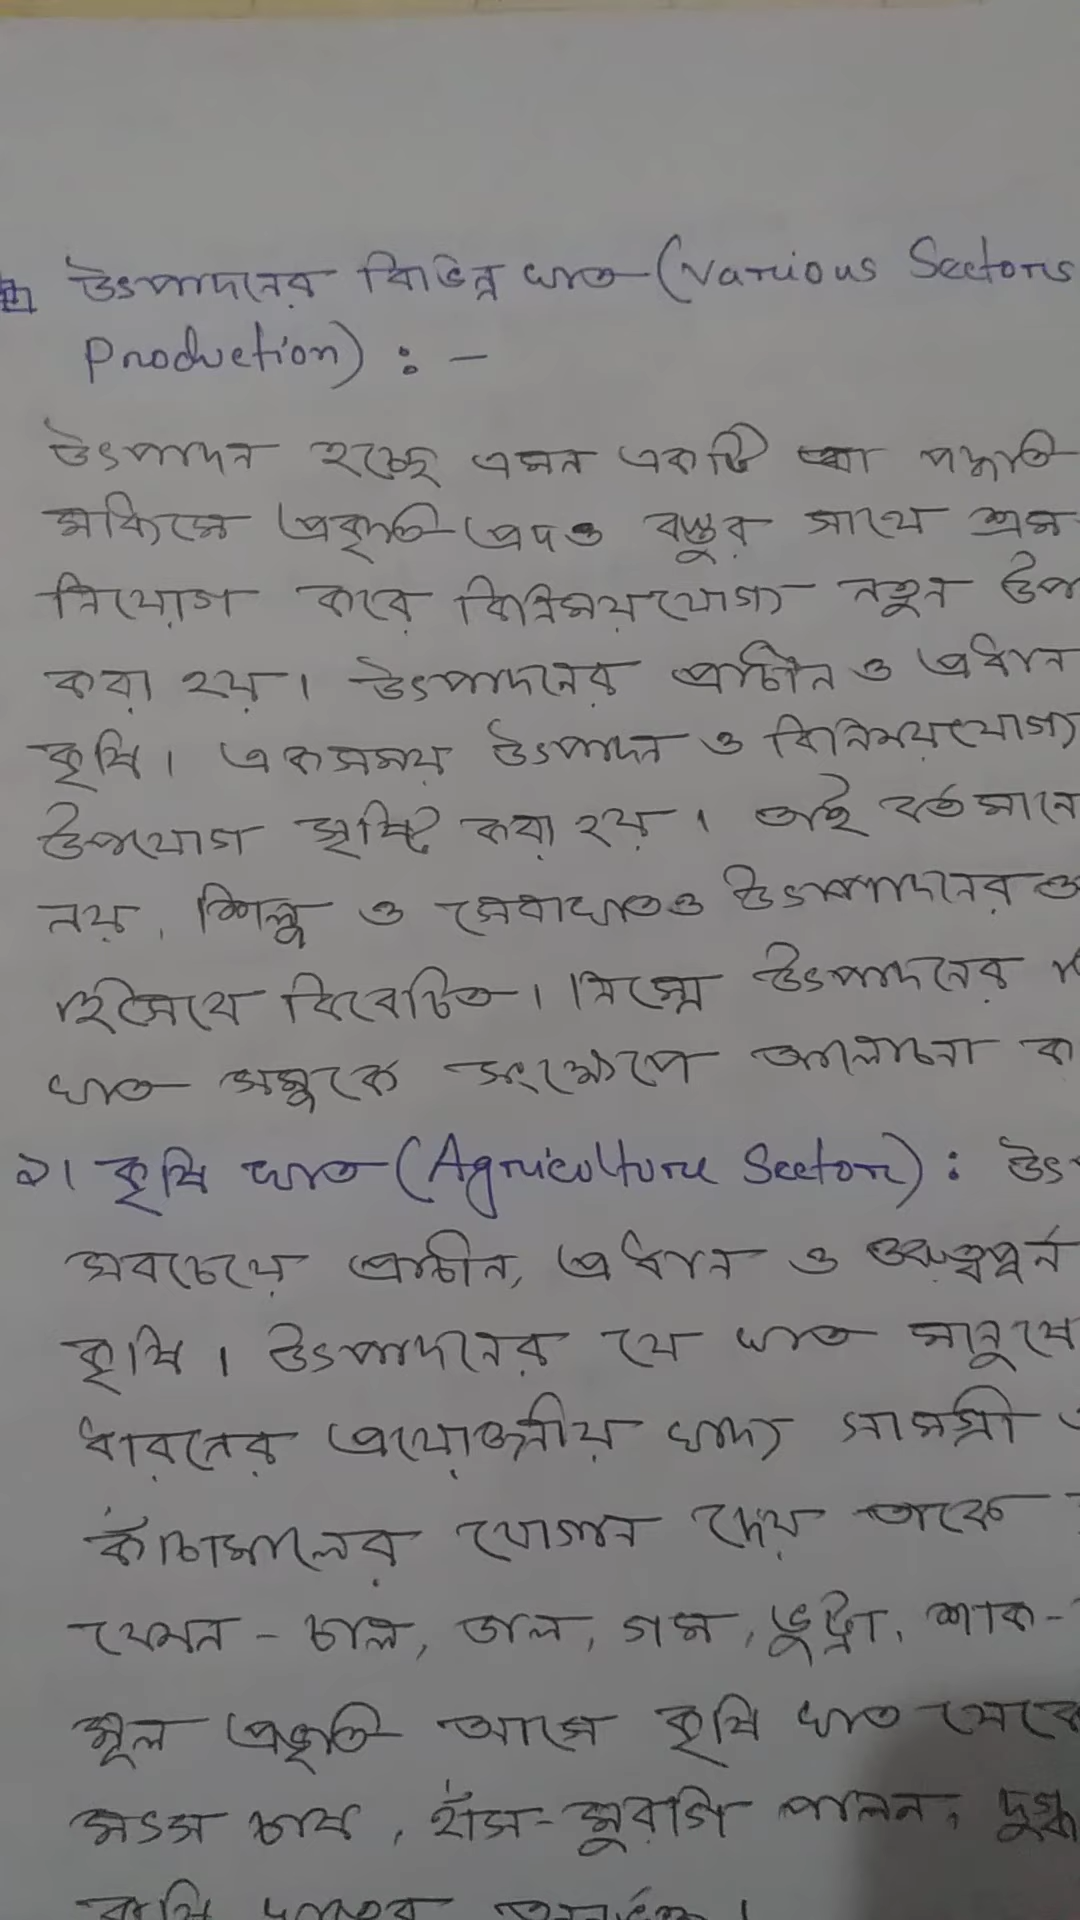 উৎপাদনের বিভিন্ন খাত (Various Sectors
Production) : -
উৎপাদন হচ্ছে এমন একটি পদ্ধতি
প্রকৃতি প্রদত্ত বস্তুর সাথে শ্রম
নিয়োগ করে বিনিময়যোগ্য নতুন উপ
করা হয়। উৎপাদনের প্রাচীন ও প্রধান
কৃষি। একসময় উৎপাদন ও বিনিময়যোগ্য
উপযোগ সৃষ্টি করা হয়। তাই বর্তমানে
নয়, শিল্প ও সেবাখাতও উৎপাদনের
বিবেচিত। নিম্নে উৎপাদনের
খাত সংক্ষেপে আলোচনা ক
১। কৃষি খাত (Agriculture Sector) : উৎ
সবচেয়ে প্রাচীন, প্রধান ও গুরুত্বপূর্ন
কৃষি। উৎপাদনের যে খাত মানুষে
ধারনের প্রয়োজনীয় খাদ্য সামগ্রী
কাঁচামালের যোগান দেয় তাকে
যেমন - চাল, ডাল, গম, ভুট্টা, শাক-
মূল প্রভৃতি আসে কৃষি খাত থেকে
মৎস চাষ, হাঁস-মুরগি পালন, দুগ্ধ